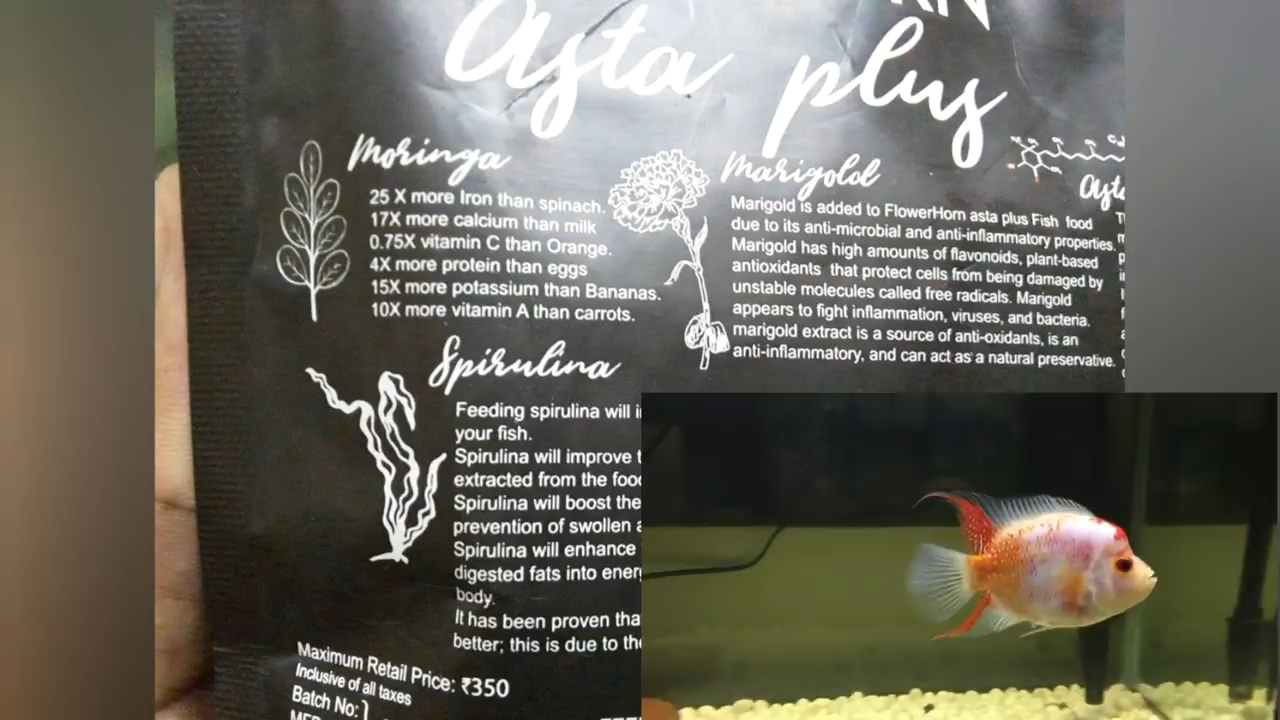 Asta plus
Moringa
25 X more Iron than spinach.
17X more calcium than milk
0.75X vitamin C than Orange.
4X more protein than eggs
15X more potassium than Bananas.
10X more vitamin A than carrots.
Marigold
Marigold is added to FlowerHorn asta plus Fish food
due to its anti-microbial and anti-inflammatory properties.
Marigold has high amounts of flavonoids, plant-based
antioxidants that protect cells from being damaged by
unstable molecules called free radicals. Marigold
appears to fight inflammation, viruses, and bacteria.
marigold extract is a source of anti-oxidants, is an
anti-inflammatory, and can act as a natural preservative.
Spirulina
Feeding spirulina will
your fish.
Spirulina will improve
extracted from the
Spirulina will boost the
prevention of swollen
Spirulina will enhance
digested fats into
body.
It has been proven
better; this is due to
Maximum Retail Price: ₹350
Inclusive of all taxes
Batch No: